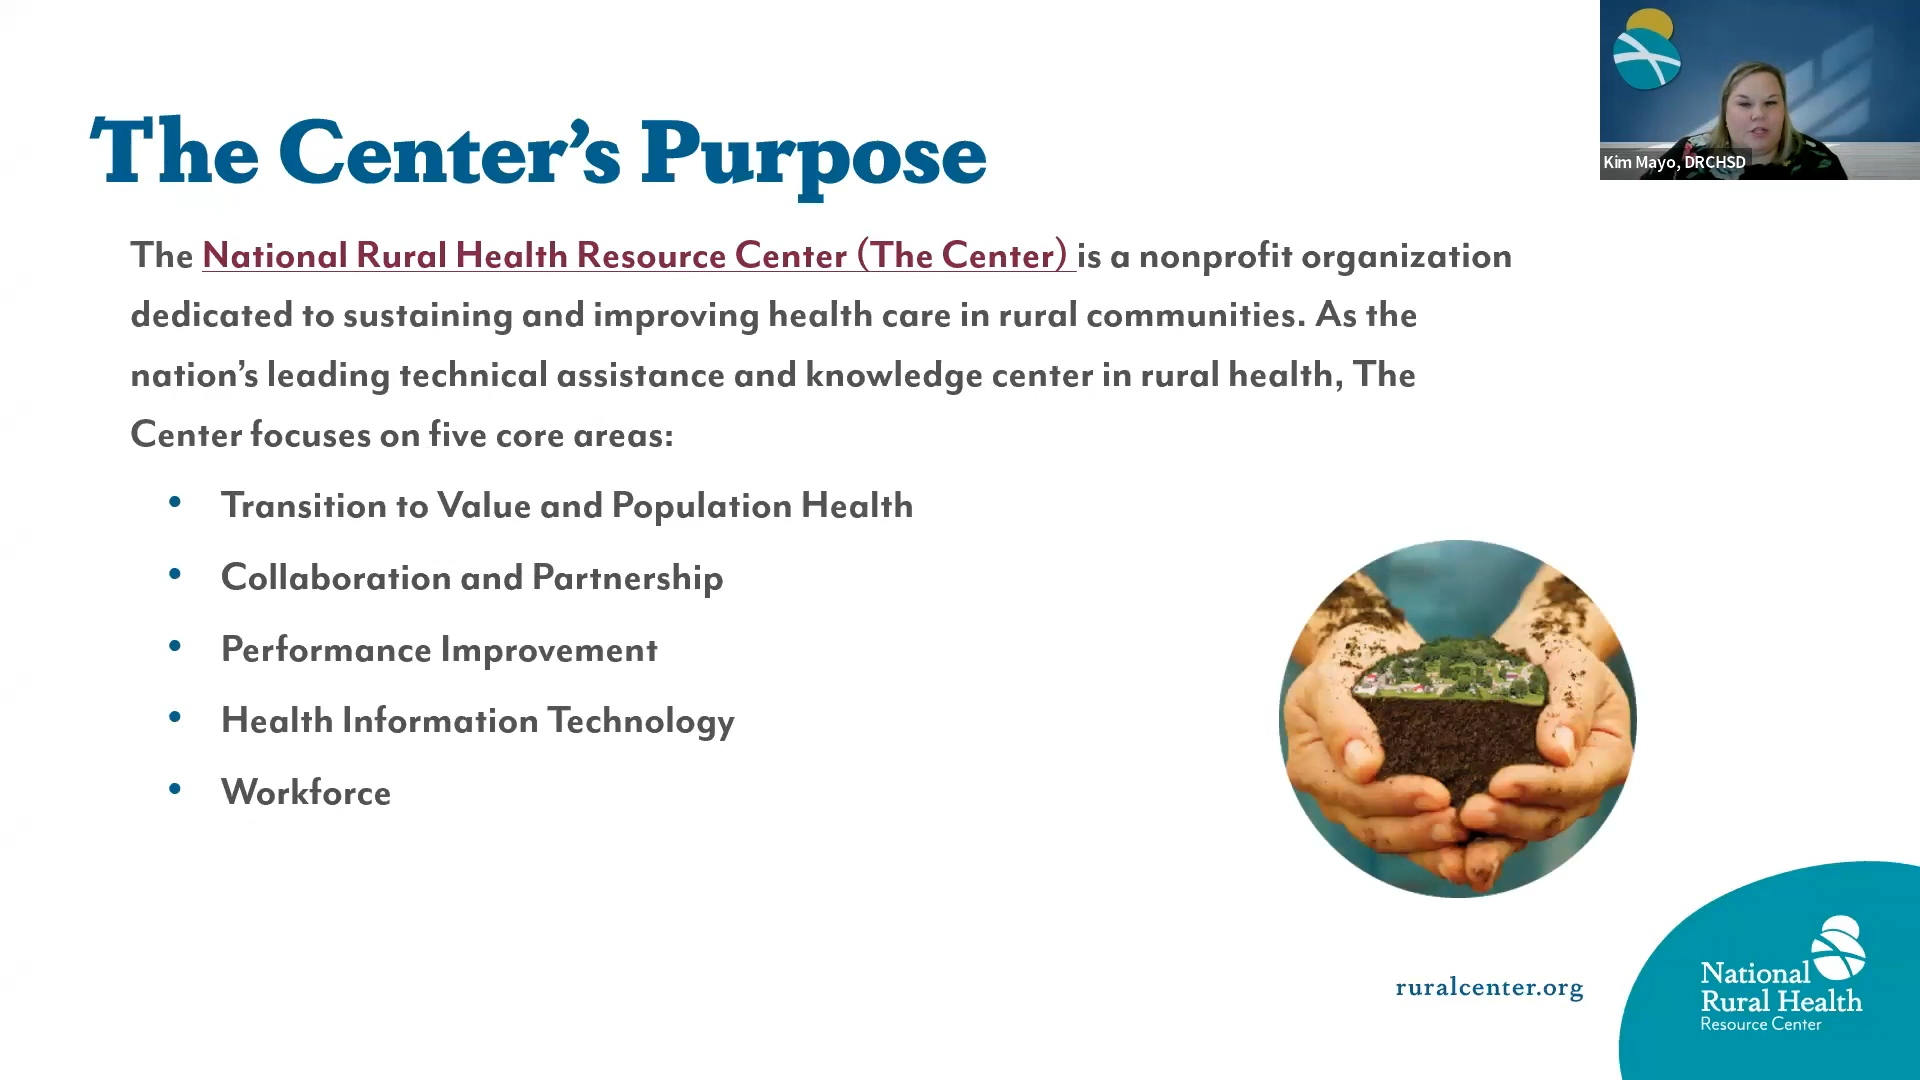 The Center’s Purpose
The National Rural Health Resource Center (The Center) is a nonprofit organization
dedicated to sustaining and improving health care in rural communities. As the
nation’s leading technical assistance and knowledge center in rural health, The
Center focuses on five core areas:
• Transition to Value and Population Health
• Collaboration and Partnership
• Performance Improvement
• Health Information Technology
• Workforce
Kim Mayo, DRCHSD
ruralcenter.org
National
Rural Health
Resource Center